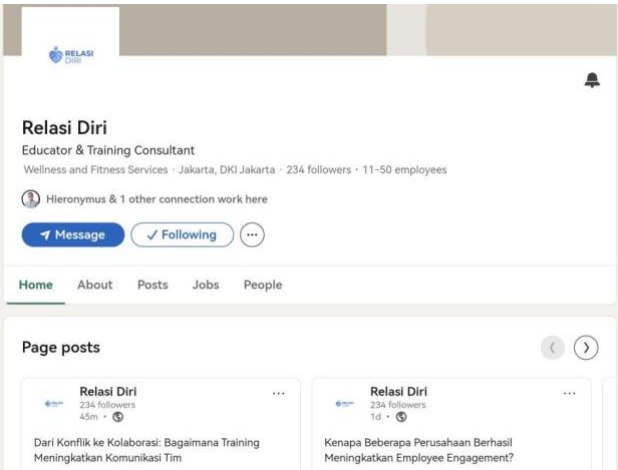 RELASI
DIRI
Relasi Diri
Educator & Training Consultant
Wellness and Fitness Services · Jakarta, DKI Jakarta · 234 followers · 11-50 employees
Hieronymus & 1 other connection work here
Message
Following
Home
About
Posts
Jobs
People
Page posts
Relasi Diri
234 followers
45m •
Dari Konflik ke Kolaborasi: Bagaimana Training
Meningkatkan Komunikasi Tim
Relasi Diri
234 followers
1d •
Kenapa Beberapa Perusahaan Berhasil
Meningkatkan Employee Engagement?